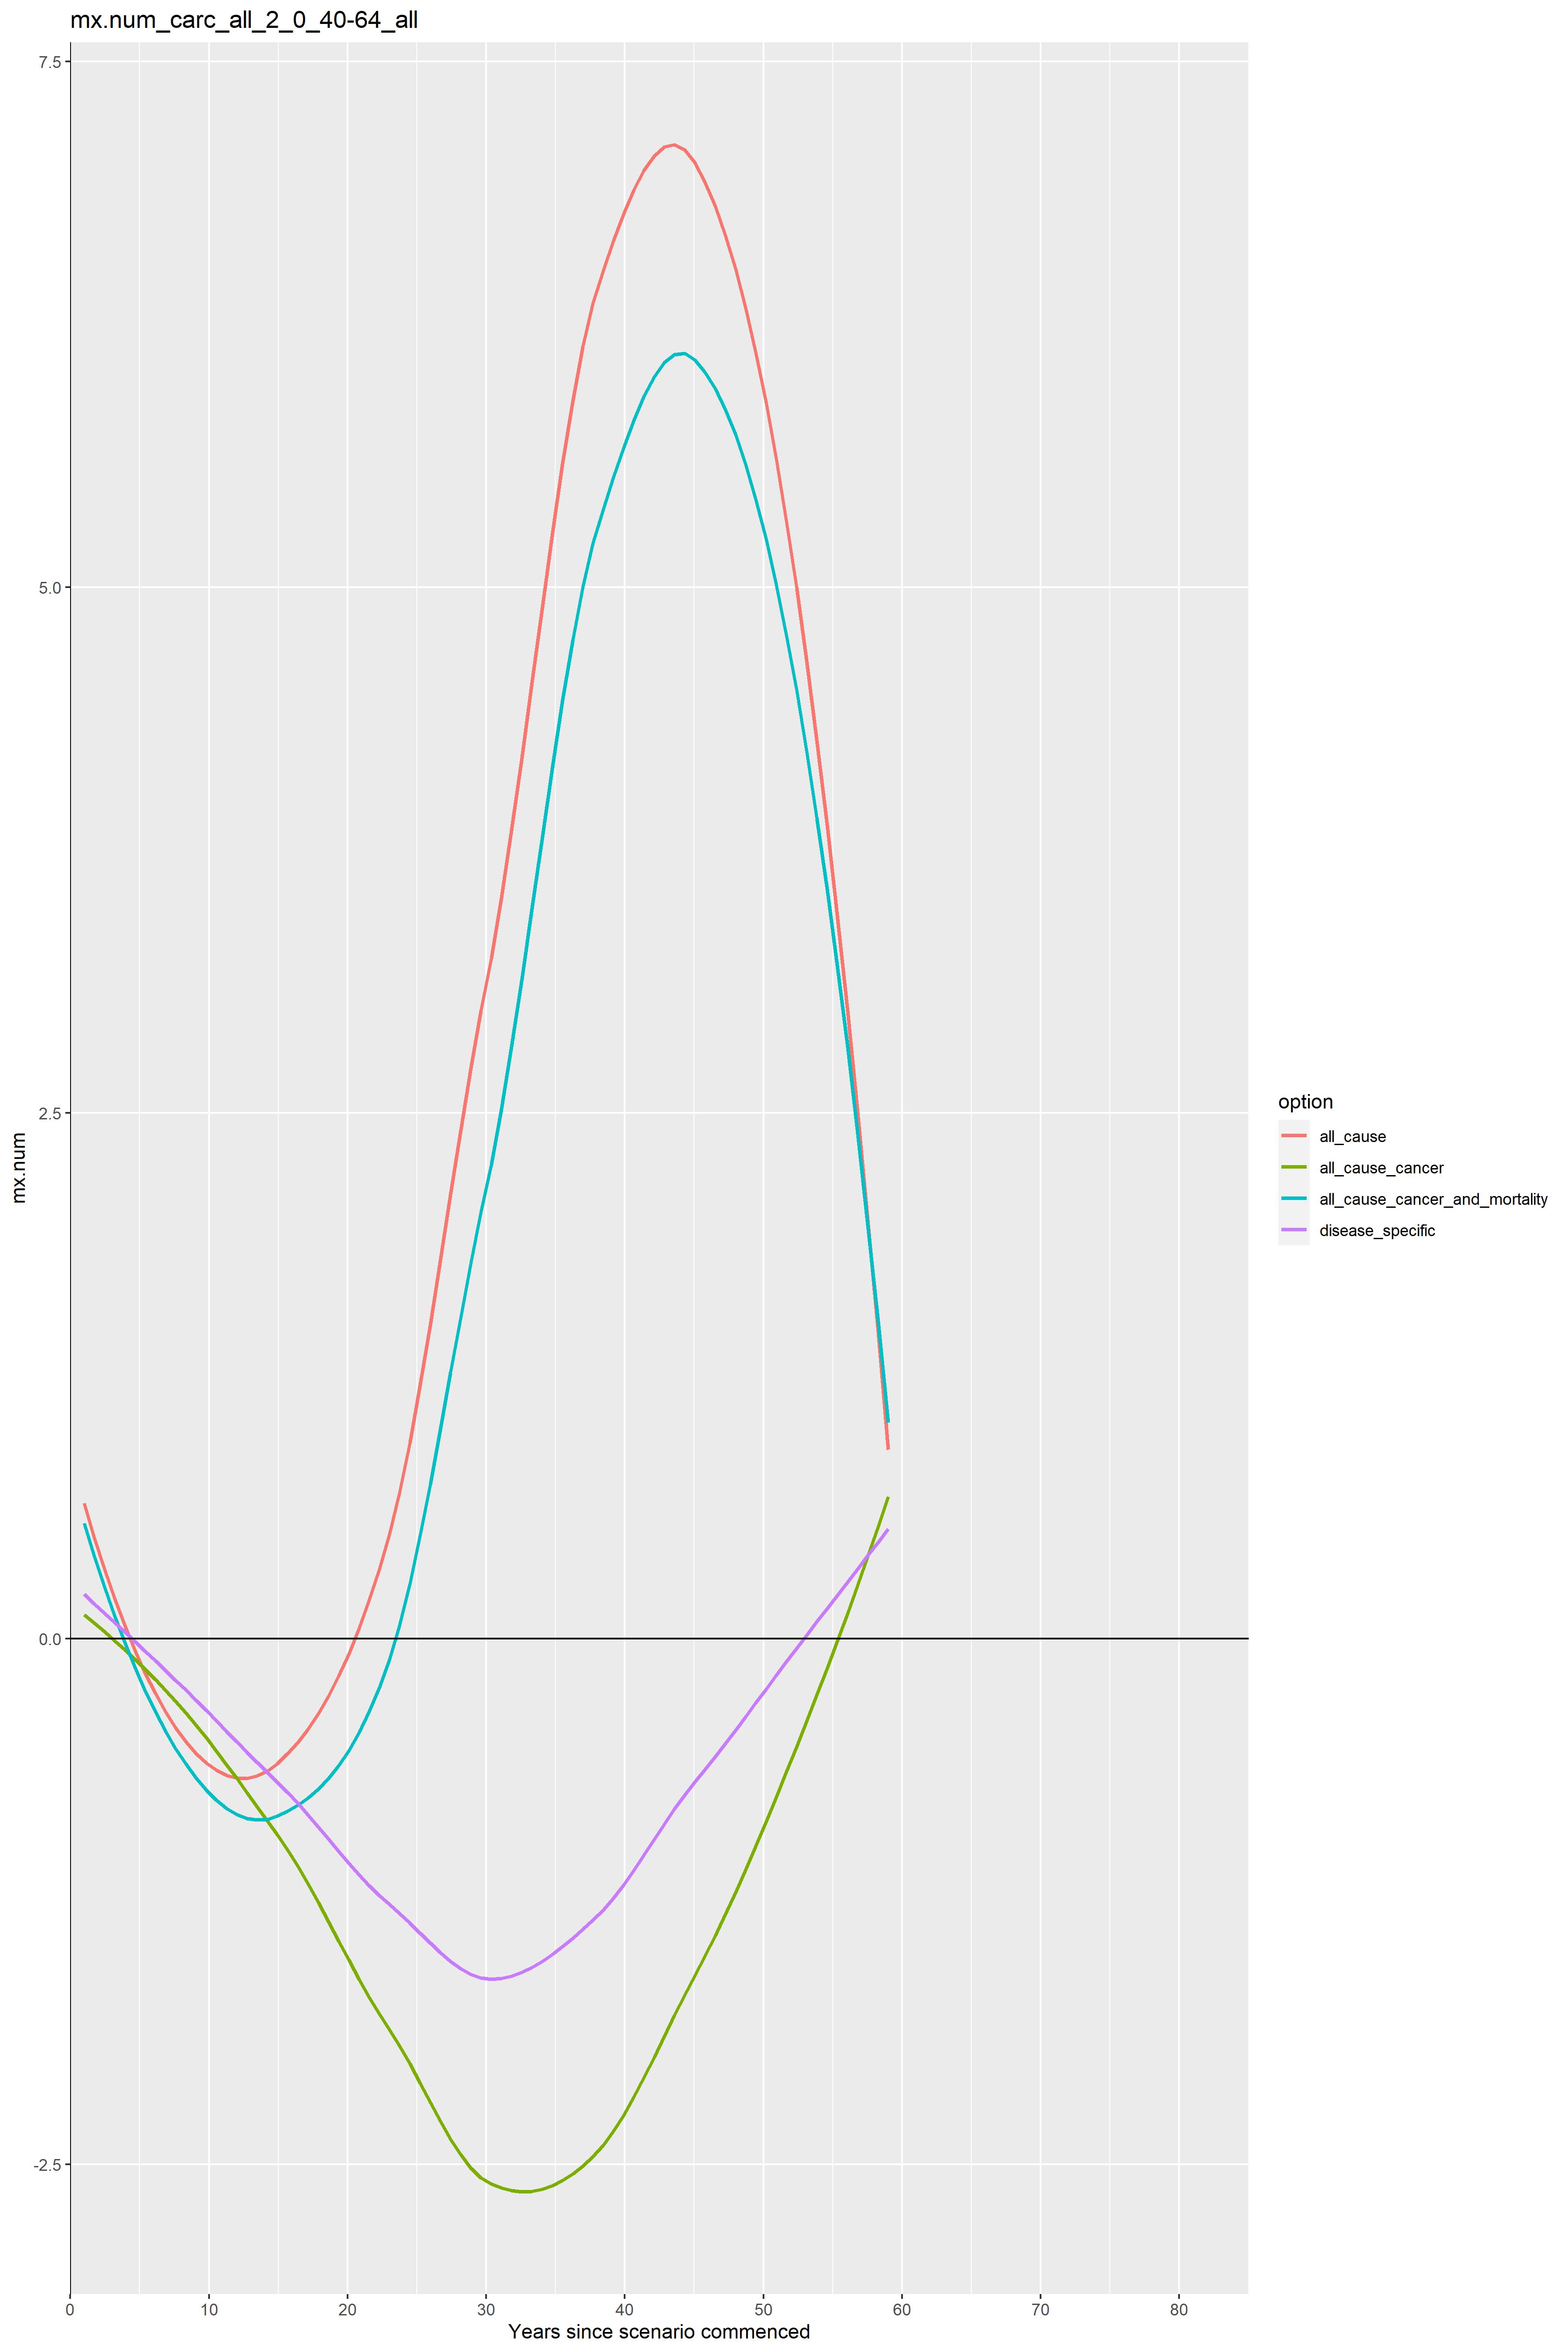 mx.num_carc_all_2_0_40-64_all
7.5
5.0
2.5
0.0
-2.5
mx.num
0 10 20 30 40 50 60 70 80
Years since scenario commenced
option
all_cause
all_cause_cancer
all_cause_cancer_and_mortality
disease_specific